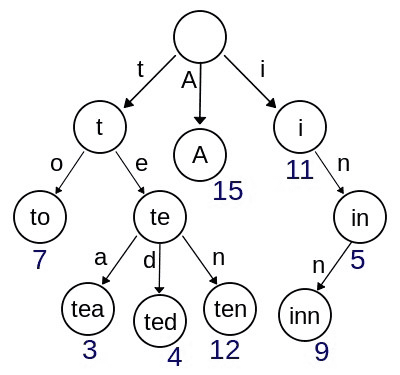 t A i
t A i
11
15
o e n
to te in
7 5
a d n n
tea ted ten inn
3 4 12 9